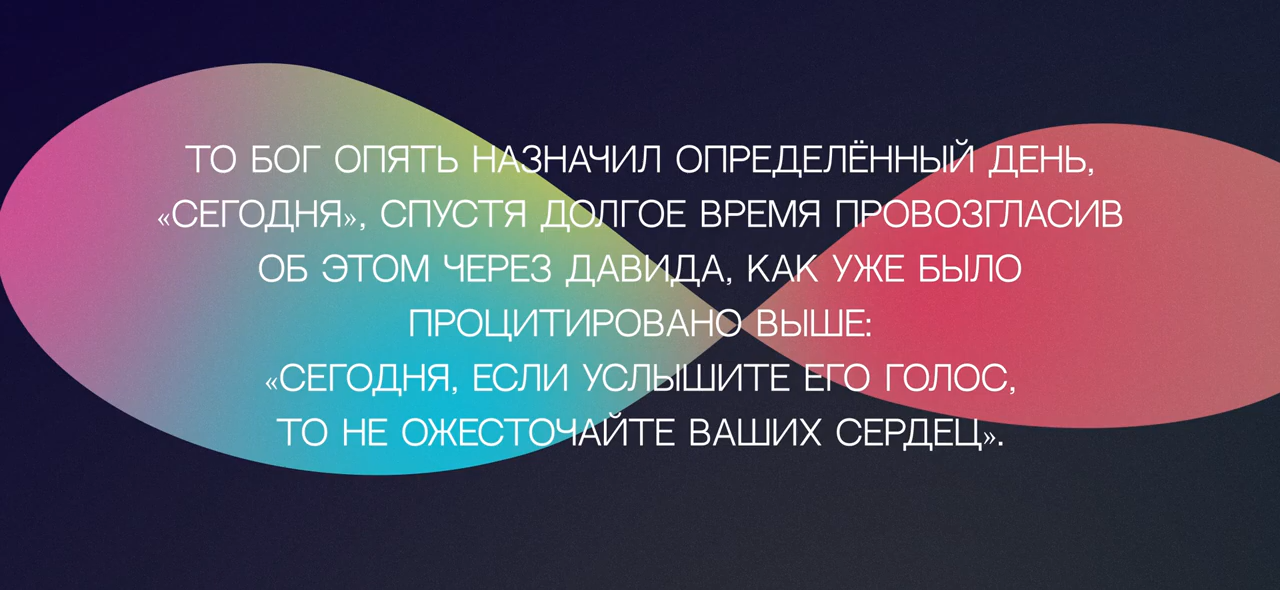 ТО БОГ ОПЯТЬ НАЗНАЧИЛ ОПРЕДЕЛЁННЫЙ ДЕНЬ,
«СЕГОДНЯ», СПУСТЯ ДОЛГОЕ ВРЕМЯ ПРОВОЗГЛАСИВ
ОБ ЭТОМ ЧЕРЕЗ ДАВИДА, КАК УЖЕ БЫЛО
ПРОЦИТИРОВАНО ВЫШЕ:
«СЕГОДНЯ, ЕСЛИ УСЛЫШИТЕ ЕГО ГОЛОС,
ТО НЕ ОЖЕСТОЧАЙТЕ ВАШИХ СЕРДЕЦ».